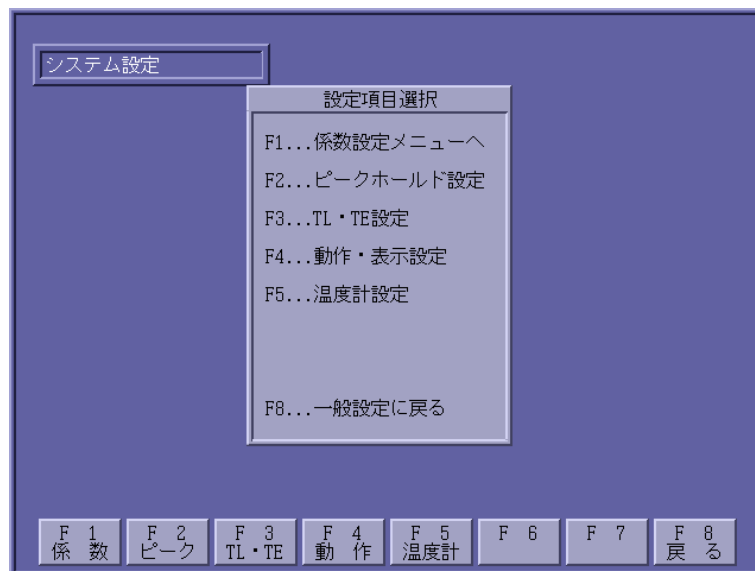 システム設定
設定項目選択
F1...係数設定メニューへ
F2...ピークホールド設定
F3...TL・TE設定
F4...動作・表示設定
F5...温度計設定
F8...一般設定に戻る
F 1 F 2 F 3 F 4 F 5 F 6 F 7 F 8
係 数 ピーク TL・TE 動 作 温度計 戻 る